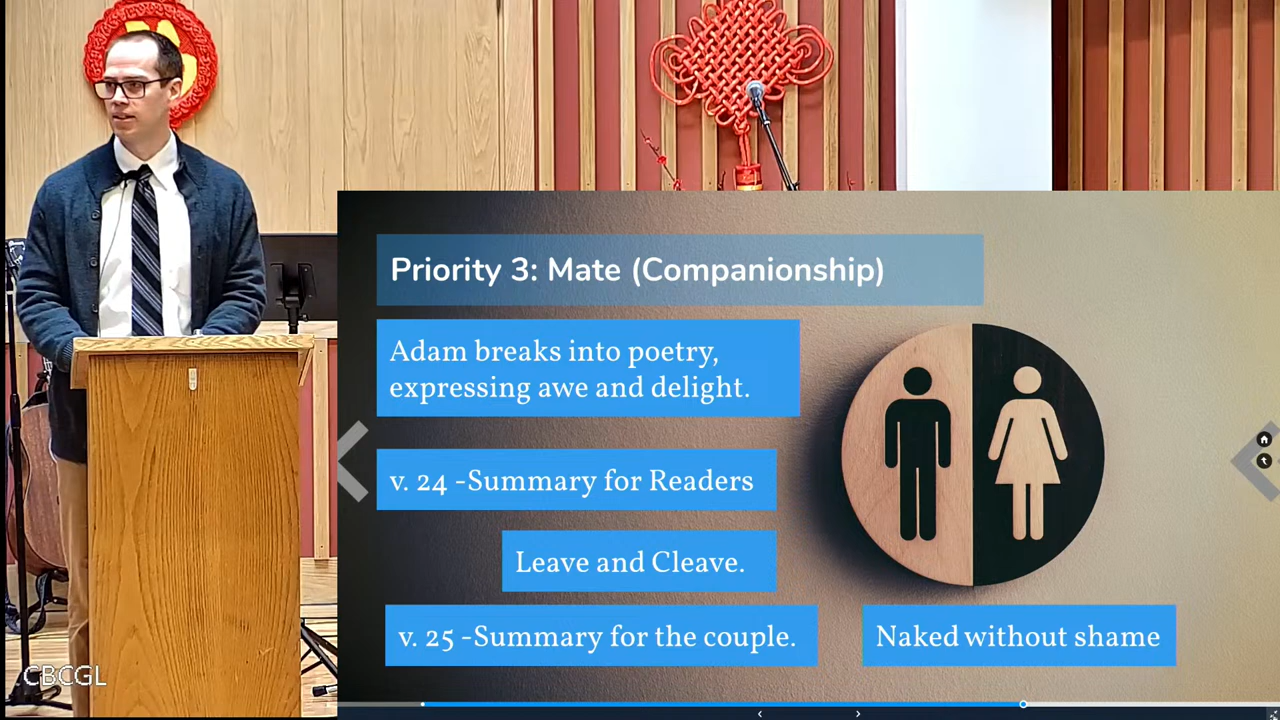 Priority 3: Mate (Companionship)
Adam breaks into poetry,
expressing awe and delight.
v. 24 -Summary for Readers
Leave and Cleave.
v. 25 -Summary for the couple.
Naked without shame
CBCGL